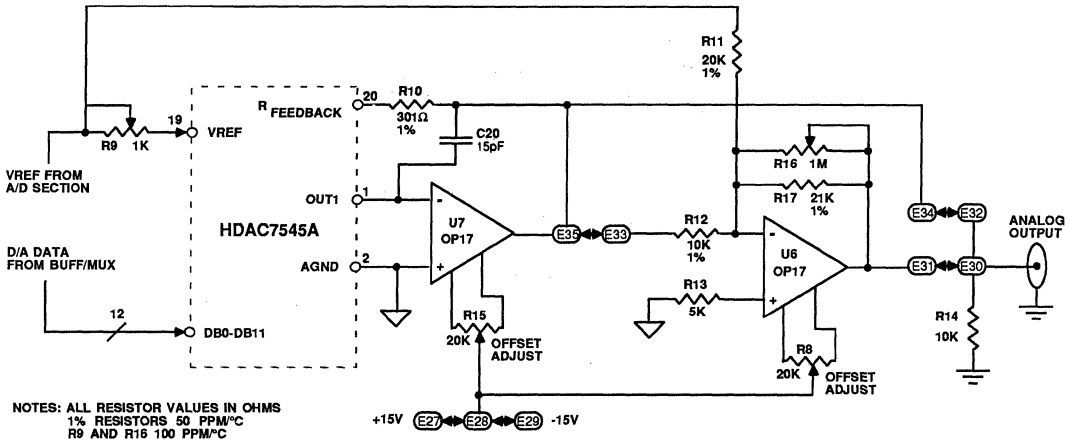 R11
20K
1%
R10
301Ω
1%
20
R FEEDBACK
C20
15pF
19
VREF
R9 1K
VREF FROM
A/D SECTION
R16 1M
R17 21K
1%
OUT1
1
-
U7
OP17
+
HDAC7545A
E35
E33
R12
10K
1%
-
U6
OP17
+
E34
E32
ANALOG
OUTPUT
E31
E30
D/A DATA
FROM BUFF/MUX
AGND
2
R13
5K
R14
10K
12
DB0-DB11
R15
20K
OFFSET
ADJUST
R8
20K
OFFSET
ADJUST
NOTES: ALL RESISTOR VALUES IN OHMS
1% RESISTORS 50 PPM/°C
R9 AND R16 100 PPM/°C
+15V E27 E28 E29 -15V